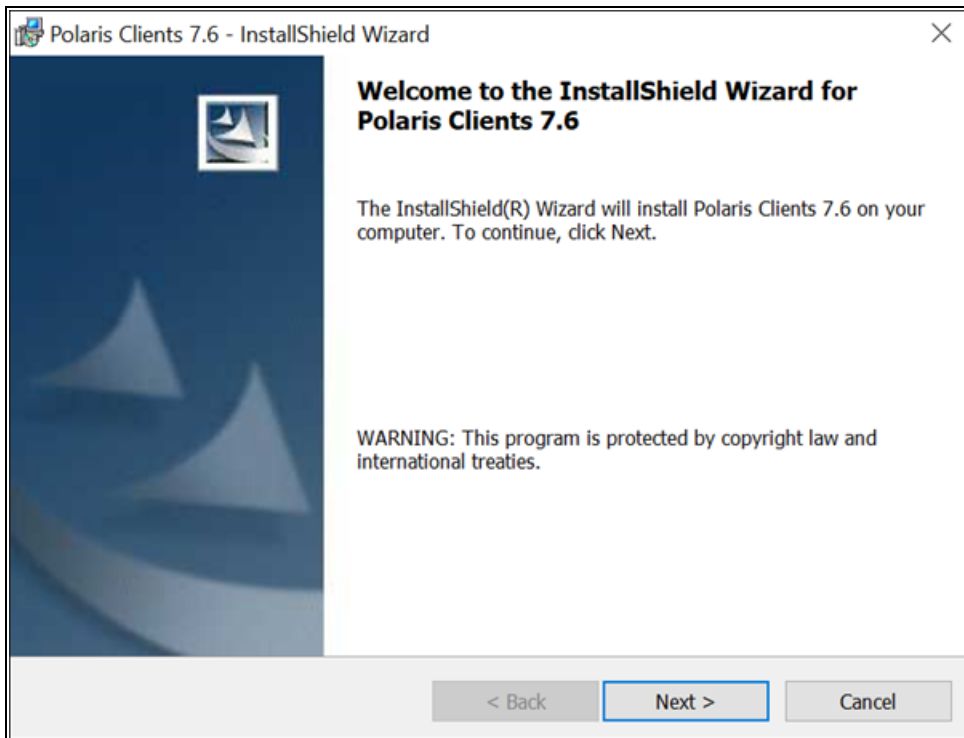 Polaris Clients 7.6 - InstallShield Wizard
Welcome to the InstallShield Wizard for
Polaris Clients 7.6
The InstallShield(R) Wizard will install Polaris Clients 7.6 on your
computer. To continue, click Next.
WARNING: This program is protected by copyright law and
international treaties.
< Back
Next >
Cancel